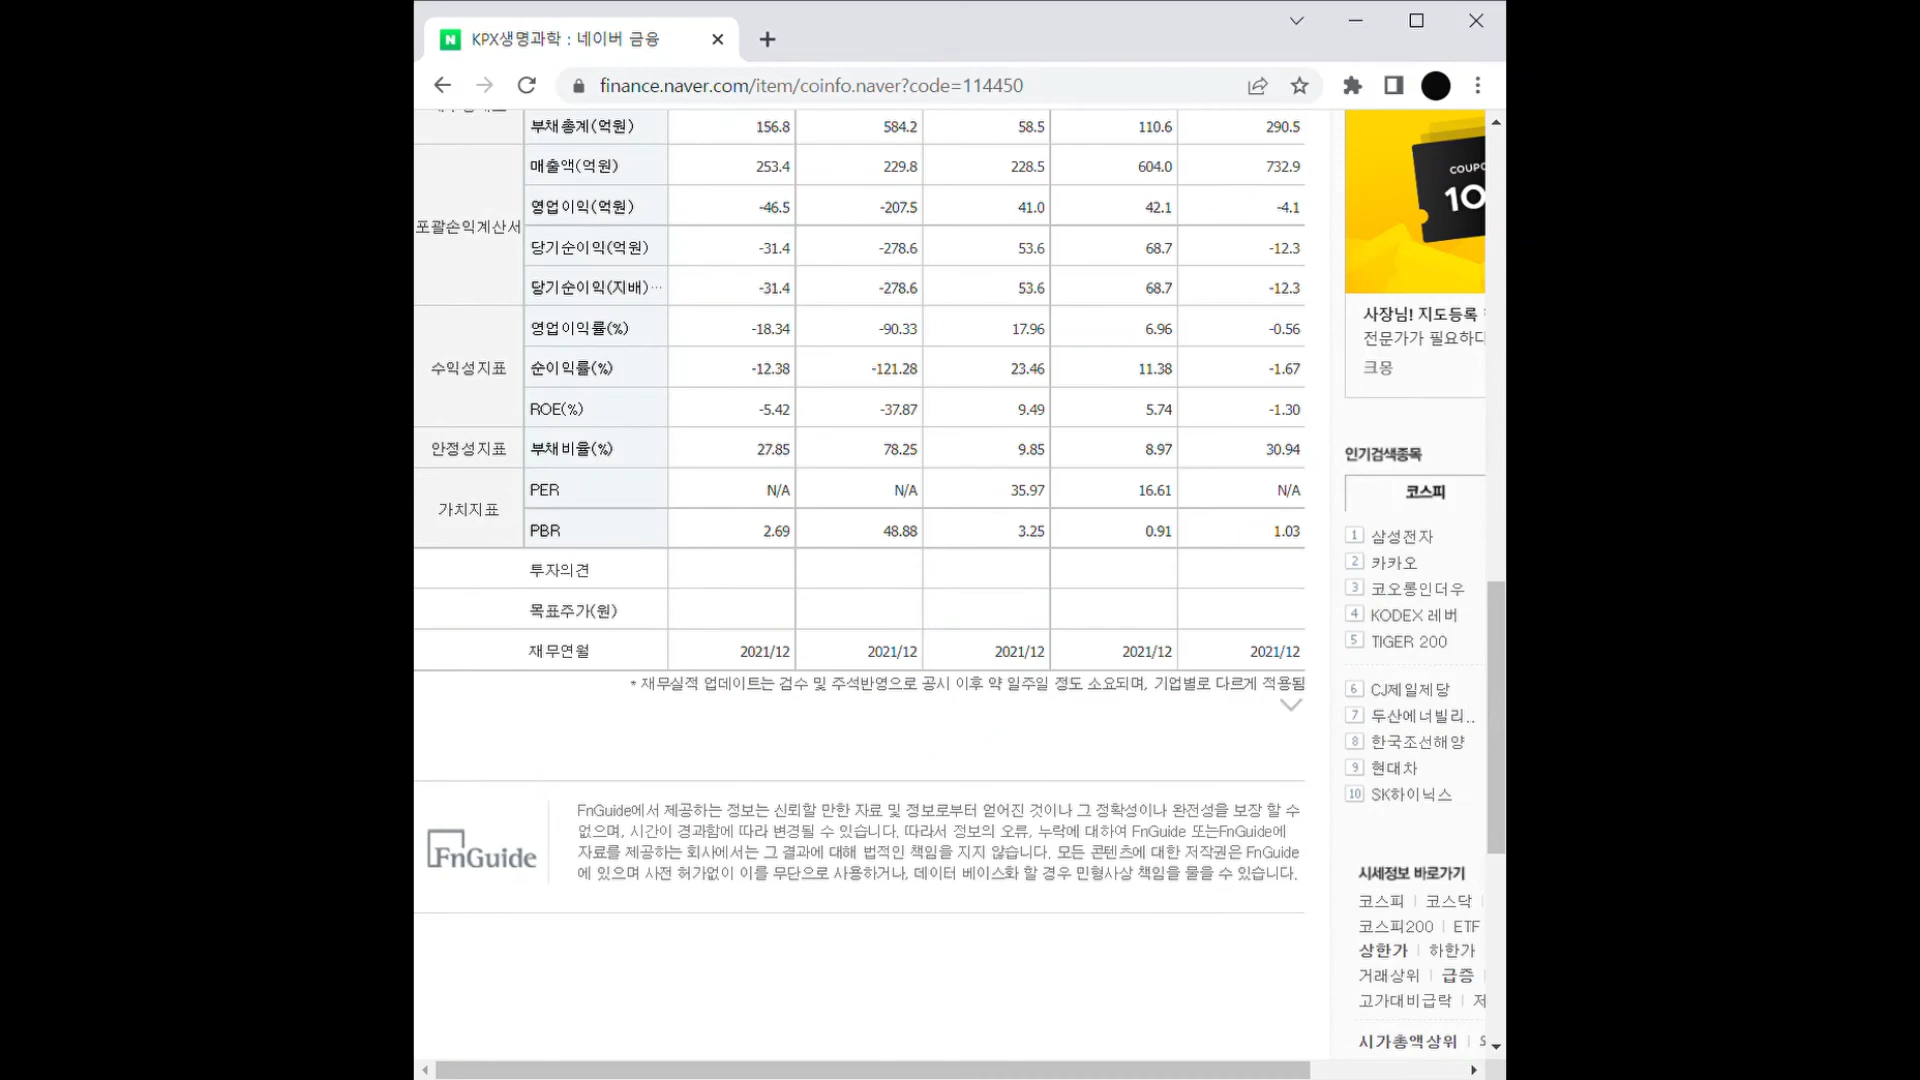 KPX생명과학 : 네이버 금융
finance.naver.com/item/coinfo.naver?code=114450
부채총계(억원) 156.8 584.2 58.5 110.6 290.5
포괄손익계산서
매출액(억원) 253.4 229.8 228.5 604.0 732.9
영업이익(억원) -46.5 -207.5 41.0 42.1 -4.1
당기순이익(억원) -31.4 -278.6 53.6 68.7 -12.3
당기순이익(지배)··· -31.4 -278.6 53.6 68.7 -12.3
수익성지표
영업이익률(%) -18.34 -90.33 17.96 6.96 -0.56
순이익률(%) -12.38 -121.28 23.46 11.38 -1.67
ROE(%) -5.42 -37.87 9.49 5.74 -1.30
안정성지표 부채비율(%) 27.85 78.25 9.85 8.97 30.94
가치지표
PER N/A N/A 35.97 16.61 N/A
PBR 2.69 48.88 3.25 0.91 1.03
투자의견
목표주가(원)
재무연월 2021/12 2021/12 2021/12 2021/12 2021/12
* 재무실적 업데이트는 검수 및 주석반영으로 공시 이후 약 일주일 정도 소요되며, 기업별로 다르게 적용됨
FnGuide
FnGuide에서 제공하는 정보는 신뢰할 만한 자료 및 정보로부터 얻어진 것이나 그 정확성이나 완전성을 보장 할 수
없으며, 시간이 경과함에 따라 변경될 수 있습니다. 따라서 정보의 오류, 누락에 대하여 FnGuide 또는FnGuide에
자료를 제공하는 회사에서는 그 결과에 대해 법적인 책임을 지지 않습니다. 모든 콘텐츠에 대한 저작권은 FnGuide
에 있으며 사전 허가없이 이를 무단으로 사용하거나, 데이터 베이스화 할 경우 민형사상 책임을 물을 수 있습니다.
COUPO
10
사장님! 지도등록
전문가가 필요하다
크몽
인기검색종목
코스피
1 삼성전자
2 카카오
3 코오롱인더우
4 KODEX 레버
5 TIGER 200
6 CJ제일제당
7 두산에너빌리..
8 한국조선해양
9 현대차
10 SK하이닉스
시세정보 바로가기
코스피 | 코스닥
코스피200 | ETF
상한가 | 하한가
거래상위 | 급증
고가대비급락 | 저
시가총액상위 | S